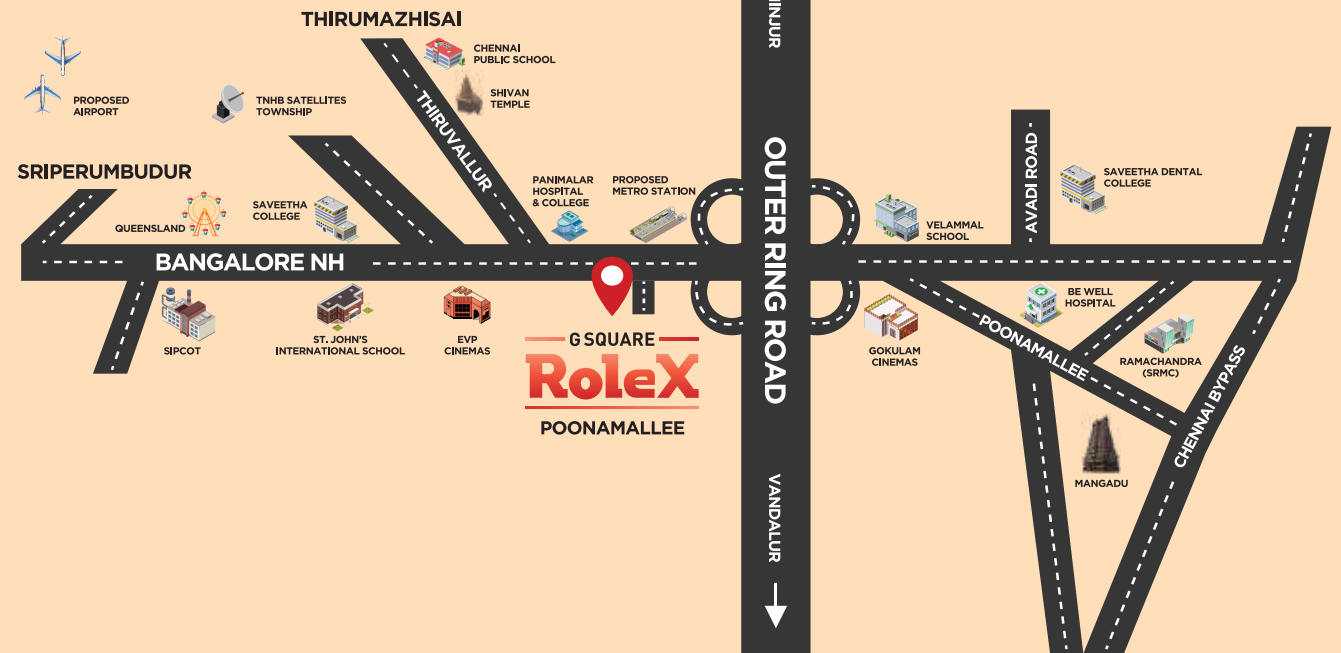 THIRUMAZHISAI
CHENNAI
PUBLIC SCHOOL
SHIVAN
TEMPLE
PROPOSED
AIRPORT
TNHB SATELLITES
TOWNSHIP
THIRUVALLUR
SRIPERUMBUDUR
QUEENSLAND
SAVEETHA
COLLEGE
PANIMALAR
HOSPITAL
& COLLEGE
PROPOSED
METRO STATION
INJUR
OUTER RING ROAD
VANDALUR
VELAMMAL
SCHOOL
AVADI ROAD
SAVEETHA DENTAL
COLLEGE
BANGALORE NH
SIPCOT
ST. JOHN'S
INTERNATIONAL SCHOOL
EVP
CINEMAS
G SQUARE
RoleX
POONAMALLEE
GOKULAM
CINEMAS
POONAMALLEE
BE WELL
HOSPITAL
RAMACHANDRA
(SRMC)
CHENNAI BYPASS
MANGADU